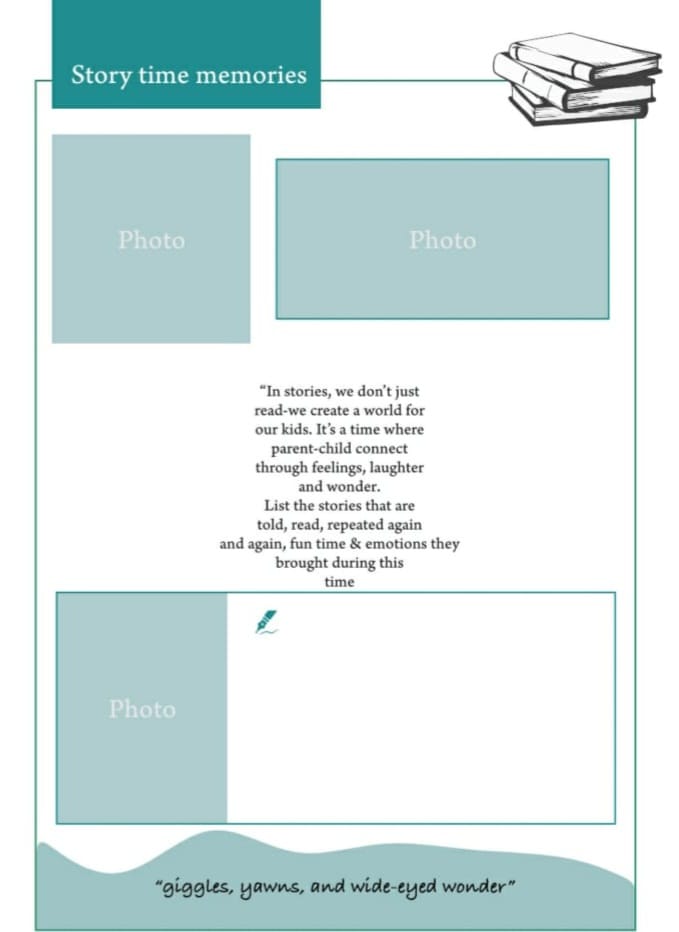 Story time memories
Photo
Photo
“In stories, we don’t just
read-we create a world for
our kids. It’s a time where
parent-child connect
through feelings, laughter
and wonder.
List the stories that are
told, read, repeated again
and again, fun time & emotions they
brought during this
time
Photo
“giggles, yawns, and wide-eyed wonder”